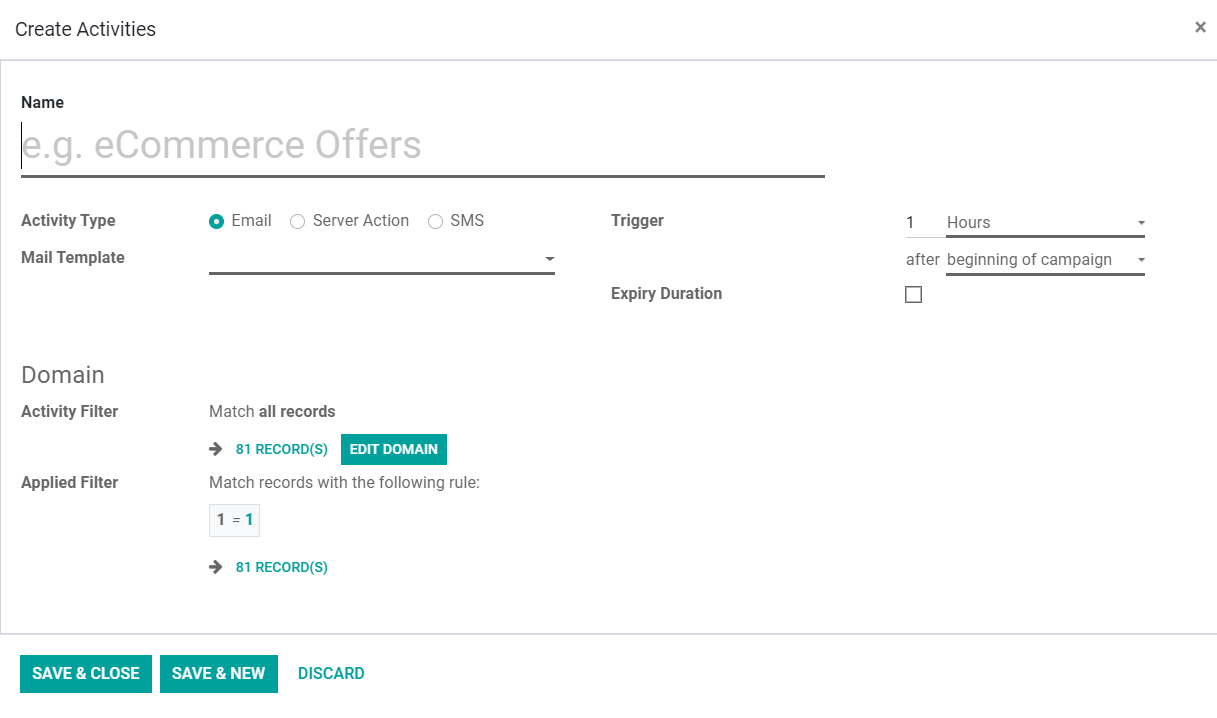 Create Activities ×
Name
e.g. eCommerce Offers
Activity Type Email Server Action SMS
Mail Template
Trigger 1 Hours
after beginning of campaign
Expiry Duration
Domain
Activity Filter Match all records
81 RECORD(S) EDIT DOMAIN
Applied Filter Match records with the following rule:
1 = 1
81 RECORD(S)
SAVE & CLOSE SAVE & NEW DISCARD